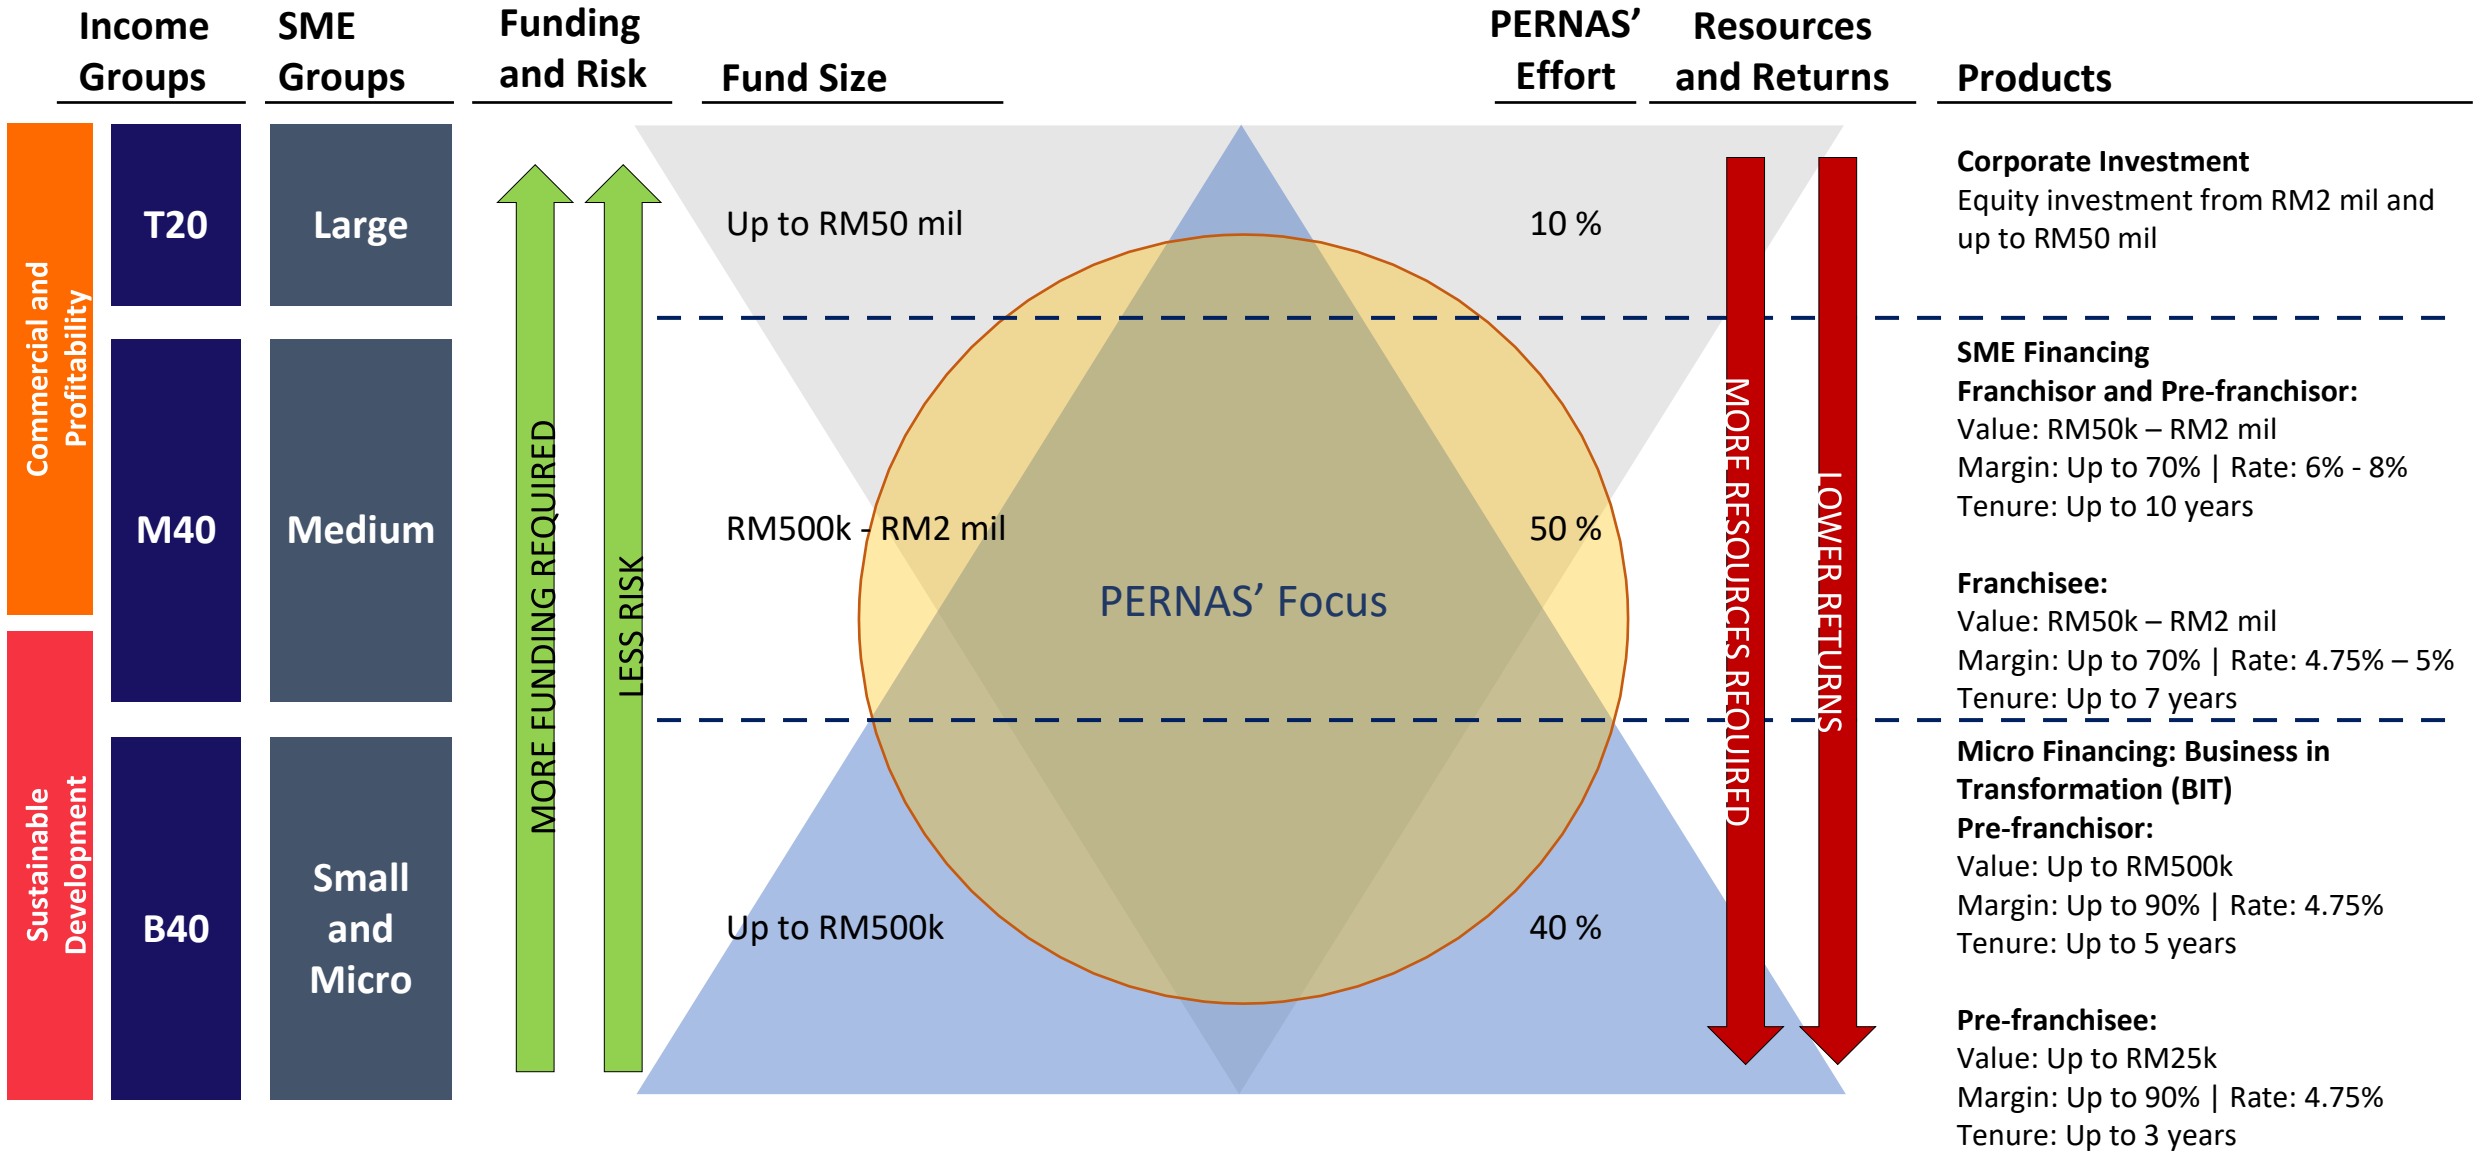 Income
Groups
SME
Groups
Funding
and Risk
Fund Size
PERNAS’
Effort
Resources
and Returns
Products
Commercial and
Profitability
Sustainable
Development
T20
Large
M40
Medium
B40
Small
and
Micro
MORE FUNDING REQUIRED
LESS RISK
Up to RM50 mil
10 %
RM500k - RM2 mil
50 %
PERNAS’ Focus
Up to RM500k
40 %
MORE RESOURCES REQUIRED
LOWER RETURNS
Corporate Investment
Equity investment from RM2 mil and
up to RM50 mil
SME Financing
Franchisor and Pre-franchisor:
Value: RM50k – RM2 mil
Margin: Up to 70% | Rate: 6% - 8%
Tenure: Up to 10 years
Franchisee:
Value: RM50k – RM2 mil
Margin: Up to 70% | Rate: 4.75% – 5%
Tenure: Up to 7 years
Micro Financing: Business in
Transformation (BIT)
Pre-franchisor:
Value: Up to RM500k
Margin: Up to 90% | Rate: 4.75%
Tenure: Up to 5 years
Pre-franchisee:
Value: Up to RM25k
Margin: Up to 90% | Rate: 4.75%
Tenure: Up to 3 years